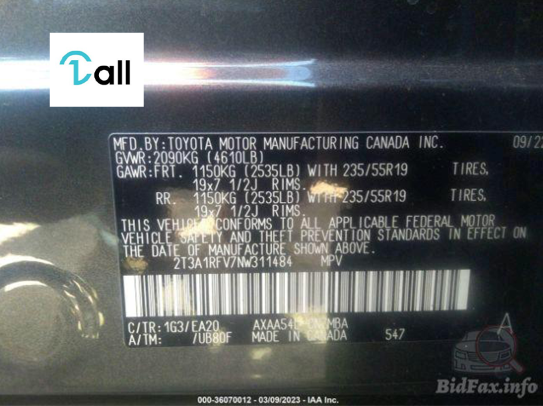 1all
MFD.BY:TOYOTA MOTOR MANUFACTURING CANADA INC. 09/22
GVWR:2090KG (4610LB)
GAWR:FRT. 1150KG (2535LB) WITH 235/55R19 TIRES,
19x7 1/2J RIMS.
RR. 1150KG (2535LB) WITH 235/55R19 TIRES,
19x7 1/2J RIMS.
THIS VEHICLE CONFORMS TO ALL APPLICABLE FEDERAL MOTOR
VEHICLE SAFETY AND THEFT PREVENTION STANDARDS IN EFFECT ON
THE DATE OF MANUFACTURE SHOWN ABOVE.
2T3A1RFV7NW311484 MPV
C/TR:1G3/EA20
A/TM: /UB80F MADE IN CANADA 547
A
BidFax.info
000-36070012 - 03/09/2023 - IAA Inc.